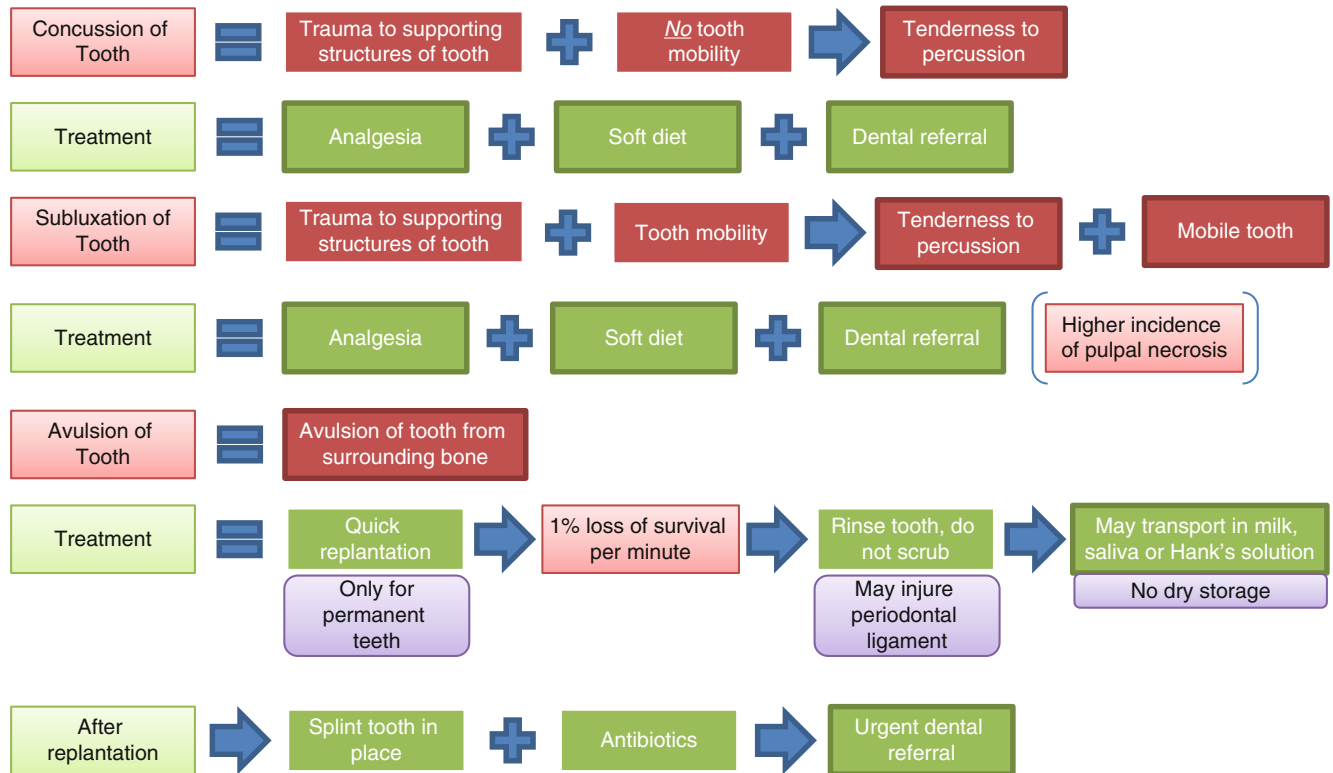 Concussion of
Tooth
Trauma to supporting
structures of tooth
No tooth
mobility
Tenderness to
percussion
Treatment
Analgesia
Soft diet
Dental referral
Subluxation of
Tooth
Trauma to supporting
structures of tooth
Tooth mobility
Tenderness to
percussion
Mobile tooth
Treatment
Analgesia
Soft diet
Dental referral
Higher incidence
of pulpal necrosis
Avulsion of
Tooth
Avulsion of tooth from
surrounding bone
Treatment
Quick
replantation
Only for
permanent
teeth
1% loss of survival
per minute
Rinse tooth, do
not scrub
May injure
periodontal
ligament
May transport in milk,
saliva or Hank's solution
No dry storage
After
replantation
Splint tooth in
place
Antibiotics
Urgent dental
referral